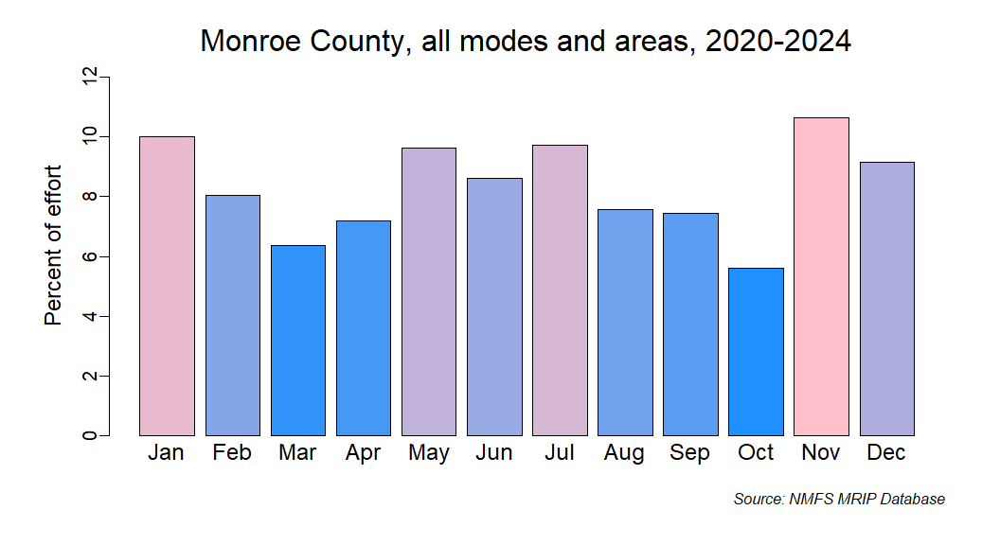 Monroe County, all modes and areas, 2020-2024
Percent of effort
12
10
8
6
4
2
0
Jan Feb Mar Apr May Jun Jul Aug Sep Oct Nov Dec
Source: NMFS MRIP Database